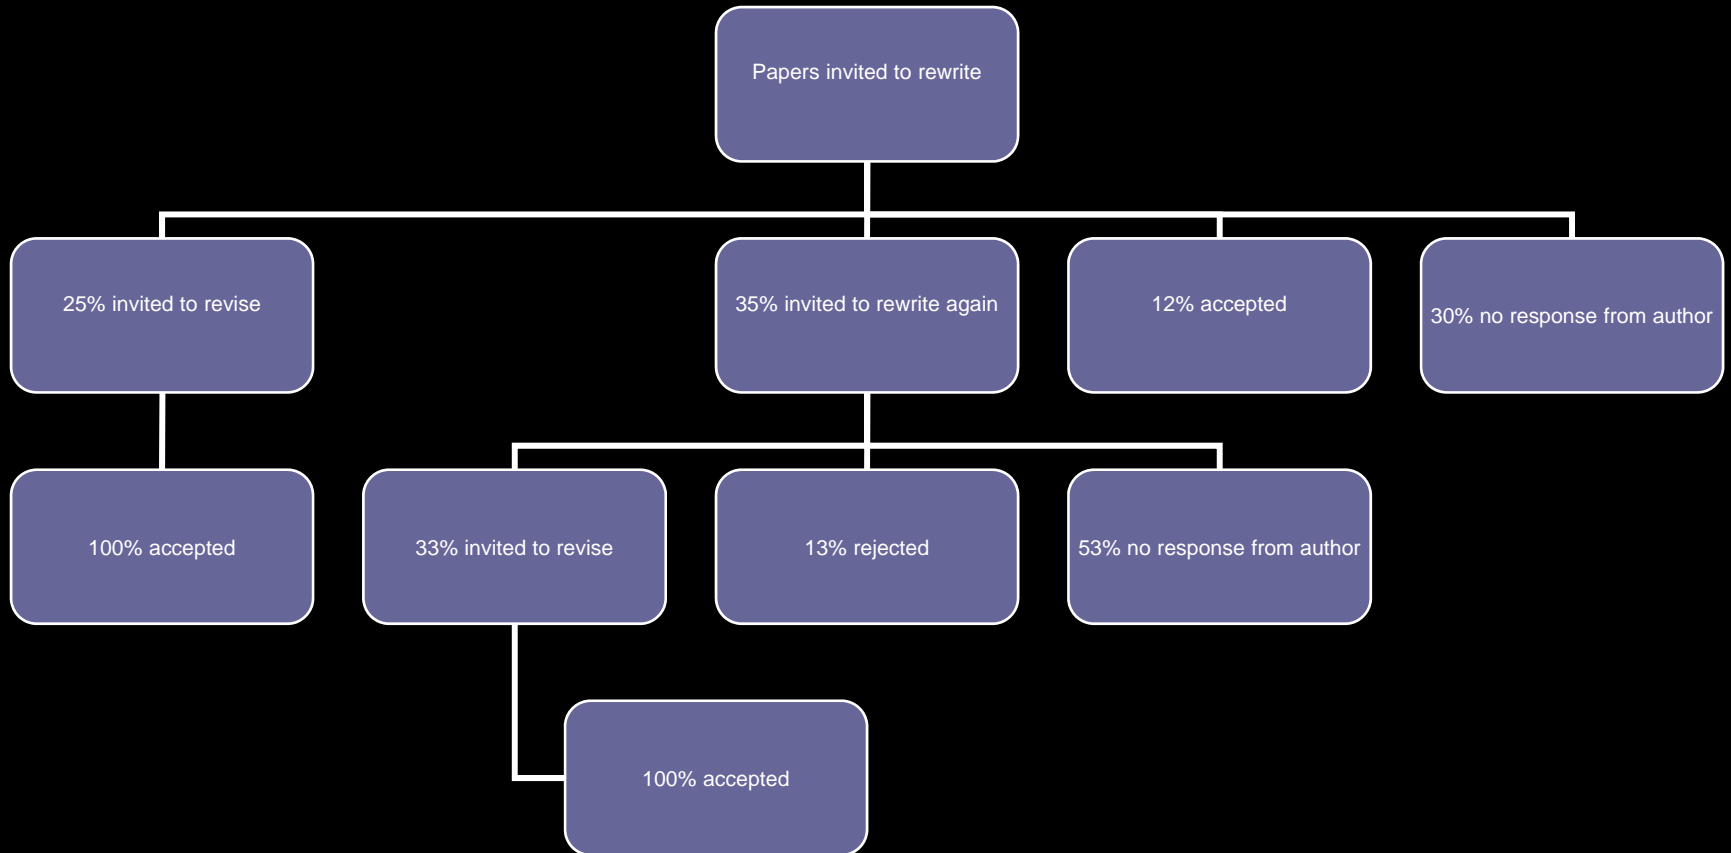 Papers invited to rewrite
25% invited to revise
35% invited to rewrite again
12% accepted
30% no response from author
100% accepted
33% invited to revise
13% rejected
53% no response from author
100% accepted